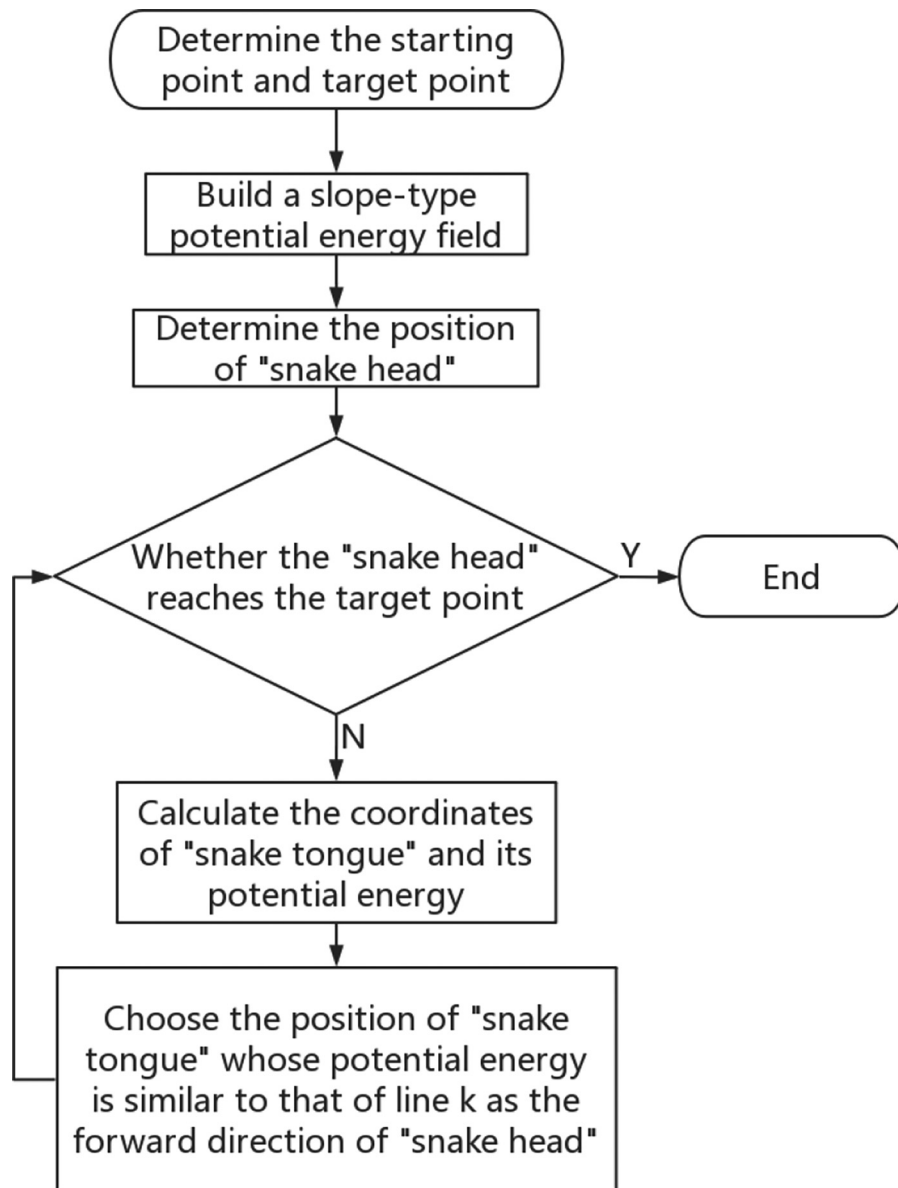 Determine the starting
point and target point
Build a slope-type
potential energy field
Determine the position
of "snake head"
Whether the "snake head"
reaches the target point
Y
End
N
Calculate the coordinates
of "snake tongue" and its
potential energy
Choose the position of "snake
tongue" whose potential energy
is similar to that of line k as the
forward direction of "snake head"